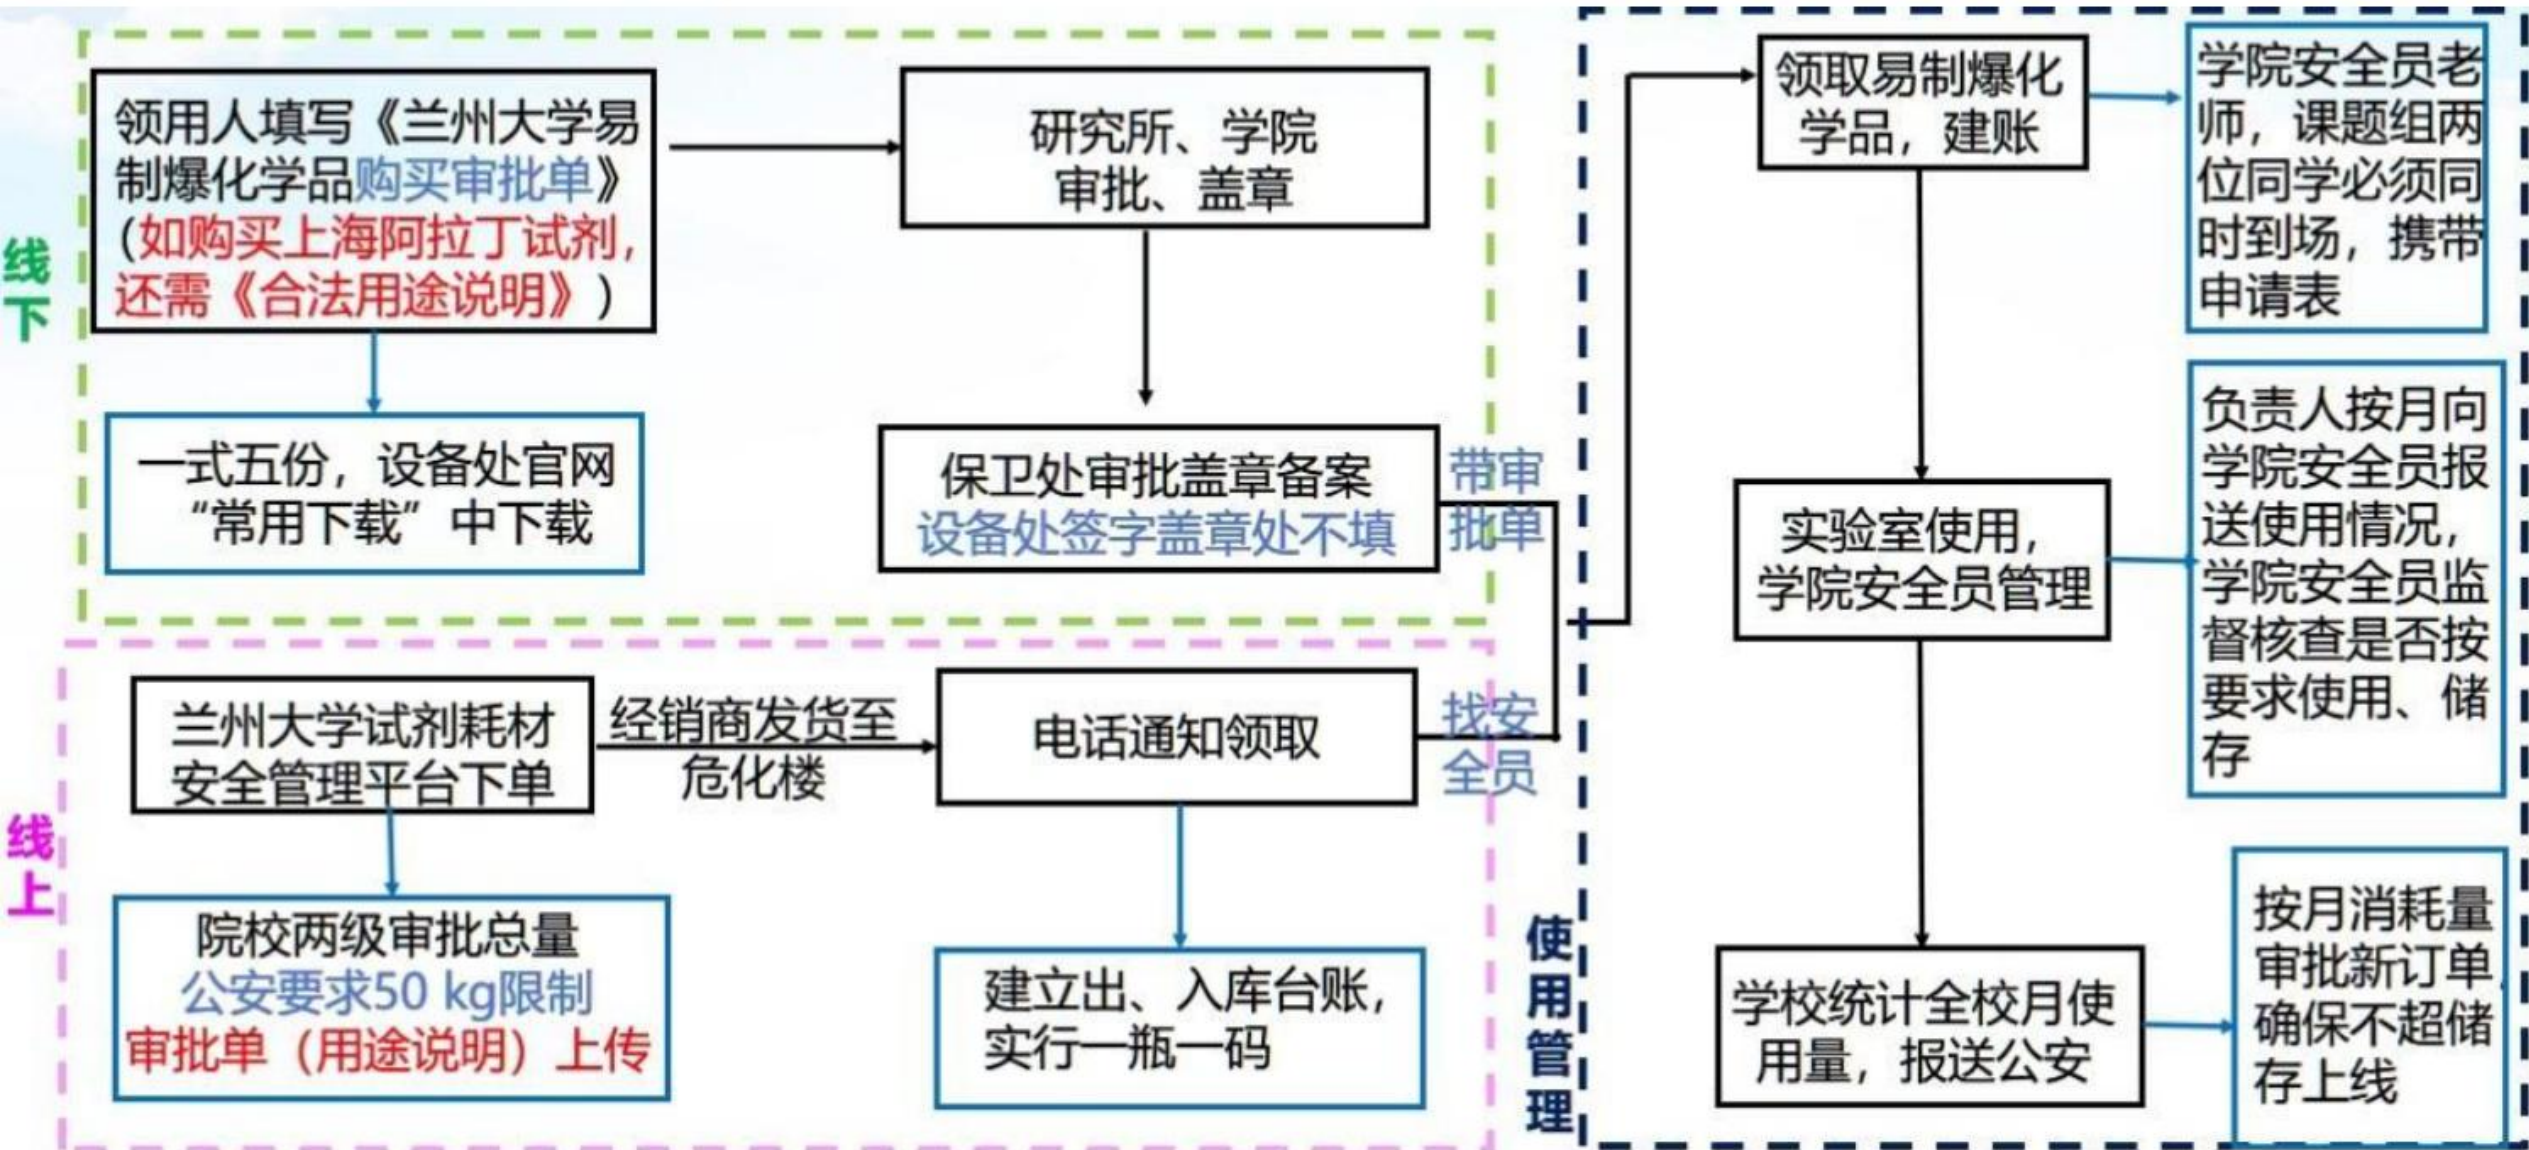 线
下
领用人填写《兰州大学易
制爆化学品购买审批单》
(如购买上海阿拉丁试剂,
还需《合法用途说明》)
研究所、学院
审批、盖章
一式五份，设备处官网
“常用下载”中下载
保卫处审批盖章备案
设备处签字盖章处不填
带审
批单
线
上
兰州大学试剂耗材
安全管理平台下单
经销商发货至
危化楼
电话通知领取
找安
全员
院校两级审批总量
公安要求50 kg限制
审批单（用途说明）上传
建立出、入库台账，
实行一瓶一码
使
用
管
理
领取易制爆化
学品，建账
学院安全员老
师，课题组两
位同学必须同
时到场，携带
申请表
实验室使用，
学院安全员管理
负责人按月向
学院安全员报
送使用情况，
学院安全员监
督核查是否按
要求使用、储
存
学校统计全校月使
用量，报送公安
按月消耗量
审批新订单,
确保不超储
存上线